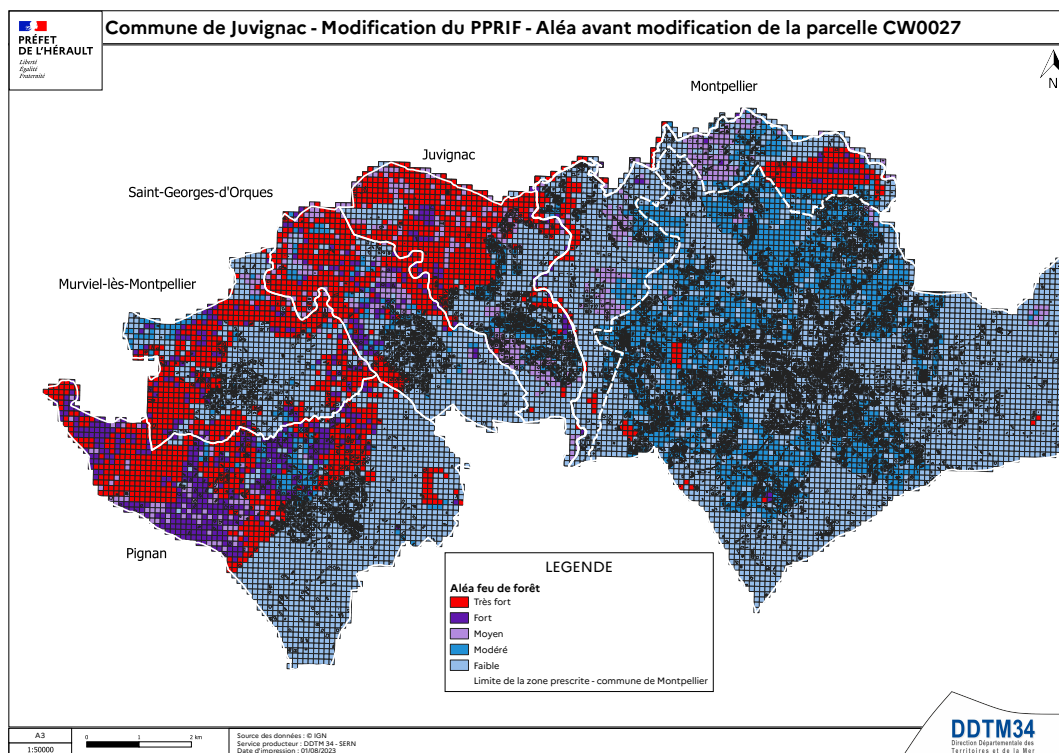 PRÉFET
DE L'HÉRAULT
Liberté
Égalité
Fraternité
Commune de Juvignac - Modification du PPRIF - Aléa avant modification de la parcelle CW0027
N
Montpellier
Juvignac
Saint-Georges-d'Orques
Murviel-lès-Montpellier
Pignan
LEGENDE
Aléa feu de forêt
Très fort
Fort
Moyen
Modéré
Faible
Limite de la zone prescrite - commune de Montpellier
A3
1:50000
0 1 2 km
Source des données : © IGN
Service producteur : DDTM 34 - SERN
Date d'impression : 01/08/2023
DDTM34
Direction Départementale des
Territoires et de la Mer